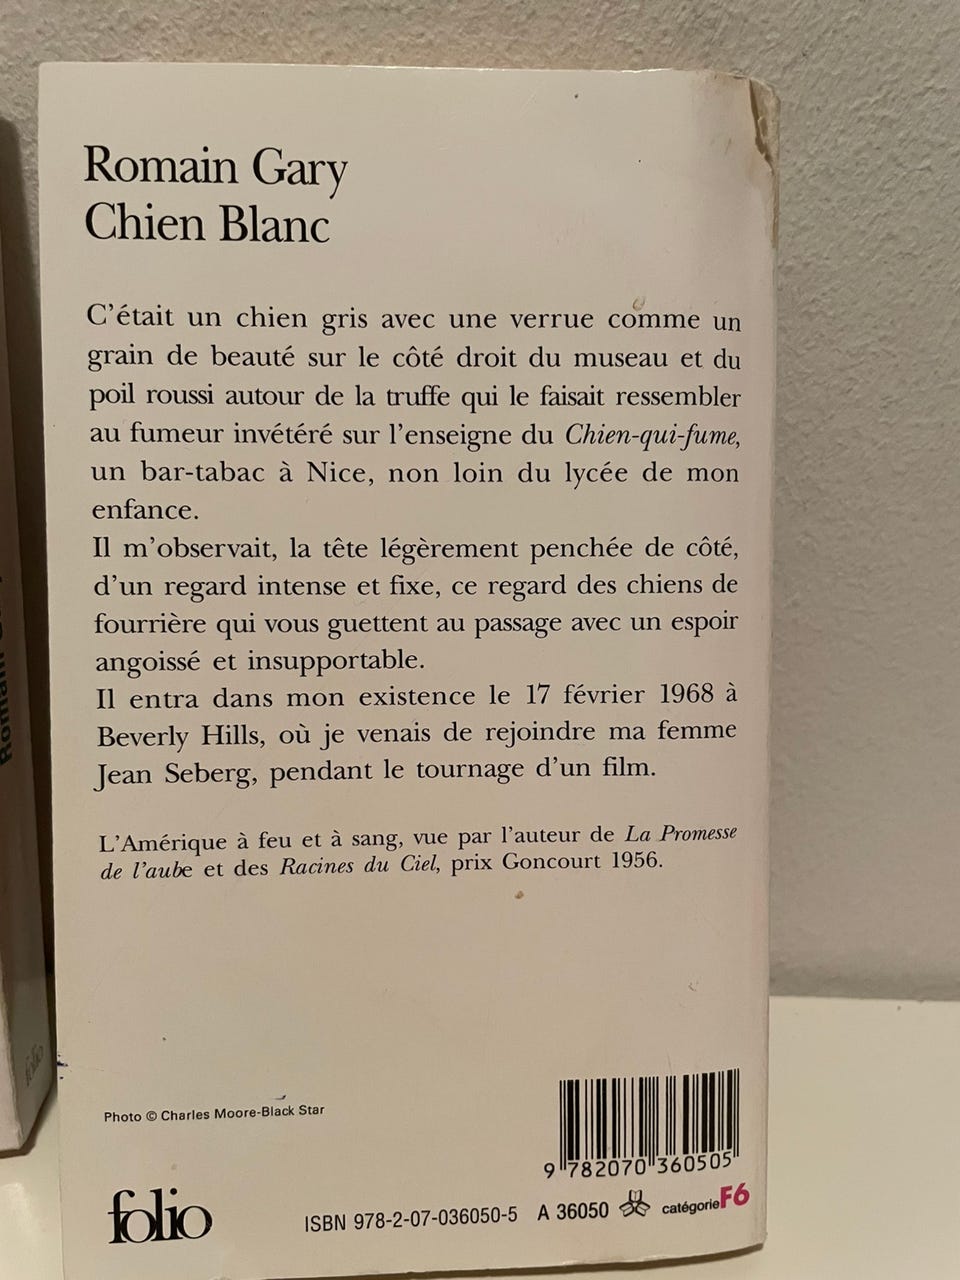 Romain Gary
Chien Blanc
C'était un chien gris avec une verrue comme un
grain de beauté sur le côté droit du museau et du
poil roussi autour de la truffe qui le faisait ressembler
au fumeur invétéré sur l'enseigne du Chien-qui-fume,
un bar-tabac à Nice, non loin du lycée de mon
enfance.
Il m'observait, la tête légèrement penchée de côté,
d'un regard intense et fixe, ce regard des chiens de
fourrière qui vous guettent au passage avec un espoir
angoissé et insupportable.
Il entra dans mon existence le 17 février 1968 à
Beverly Hills, où je venais de rejoindre ma femme
Jean Seberg, pendant le tournage d'un film.
L'Amérique à feu et à sang, vue par l'auteur de La Promesse
de l'aube et des Racines du Ciel, prix Goncourt 1956.
Photo © Charles Moore-Black Star
9 782070 360505
folio
ISBN 978-2-07-036050-5 A 36050 catégorie F6
Romain
folio